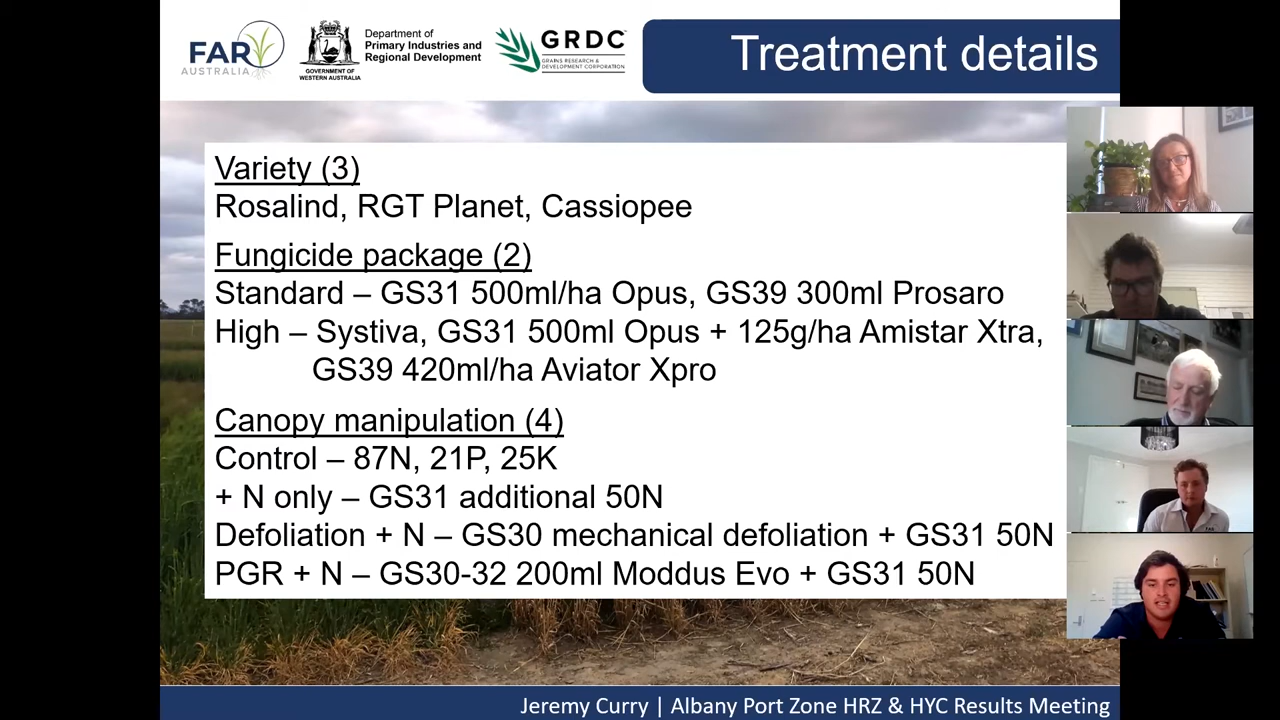 FAR
AUSTRALIA
Department of
Primary Industries and
Regional Development
GOVERNMENT OF
WESTERN AUSTRALIA
GRDC
GRAINS RESEARCH &
DEVELOPMENT CORPORATION
Treatment details
Variety (3)
Rosalind, RGT Planet, Cassiopee
Fungicide package (2)
Standard – GS31 500ml/ha Opus, GS39 300ml Prosaro
High – Systiva, GS31 500ml Opus + 125g/ha Amistar Xtra,
GS39 420ml/ha Aviator Xpro
Canopy manipulation (4)
Control – 87N, 21P, 25K
+ N only – GS31 additional 50N
Defoliation + N – GS30 mechanical defoliation + GS31 50N
PGR + N – GS30-32 200ml Moddus Evo + GS31 50N
Jeremy Curry | Albany Port Zone HRZ & HYC Results Meeting